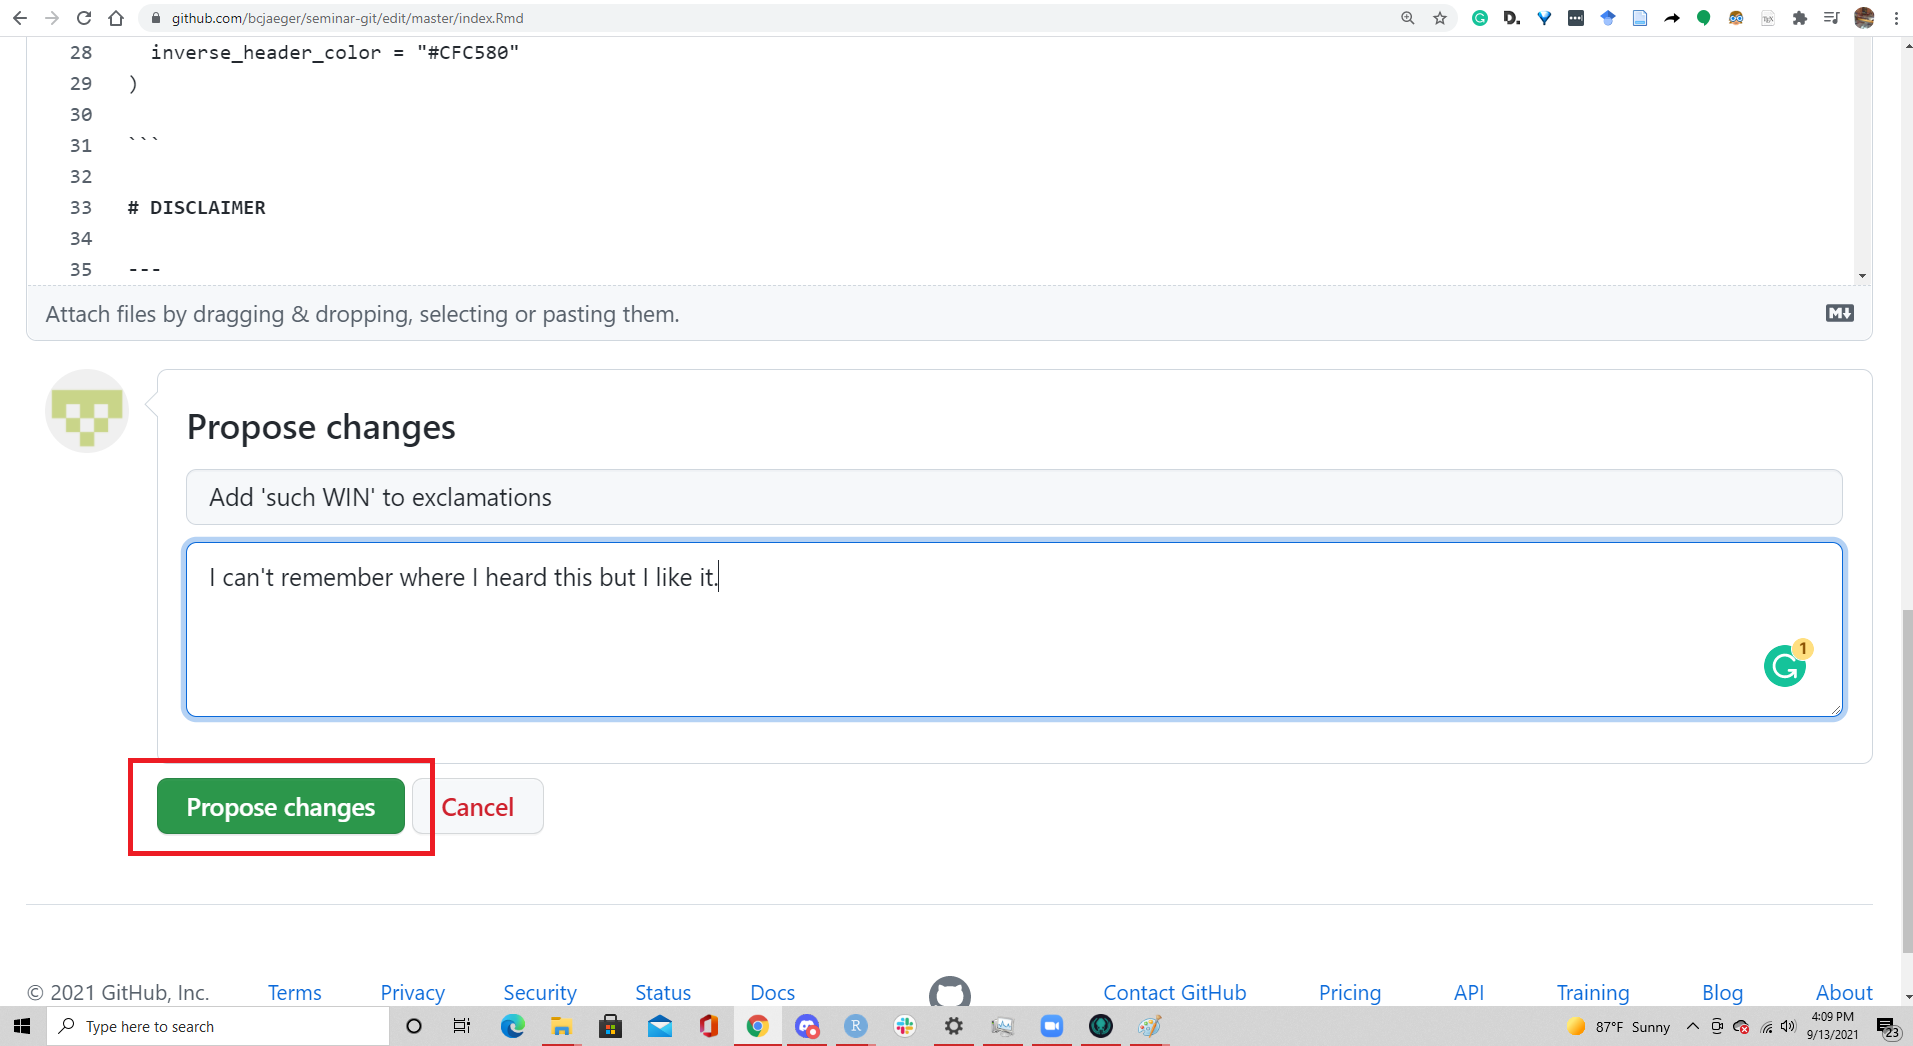 github.com/bcjaeger/seminar-git/edit/master/index.Rmd
28 inverse_header_color = "#CFC580"
29 )
30
31 ```
32
33 # DISCLAIMER
34
35 ---
Attach files by dragging & dropping, selecting or pasting them.
Propose changes
Add 'such WIN' to exclamations
I can't remember where I heard this but I like it.
1
Propose changes Cancel
© 2021 GitHub, Inc. Terms Privacy Security Status Docs Contact GitHub Pricing API Training Blog About
Type here to search
87°F Sunny
4:09 PM
9/13/2021
23